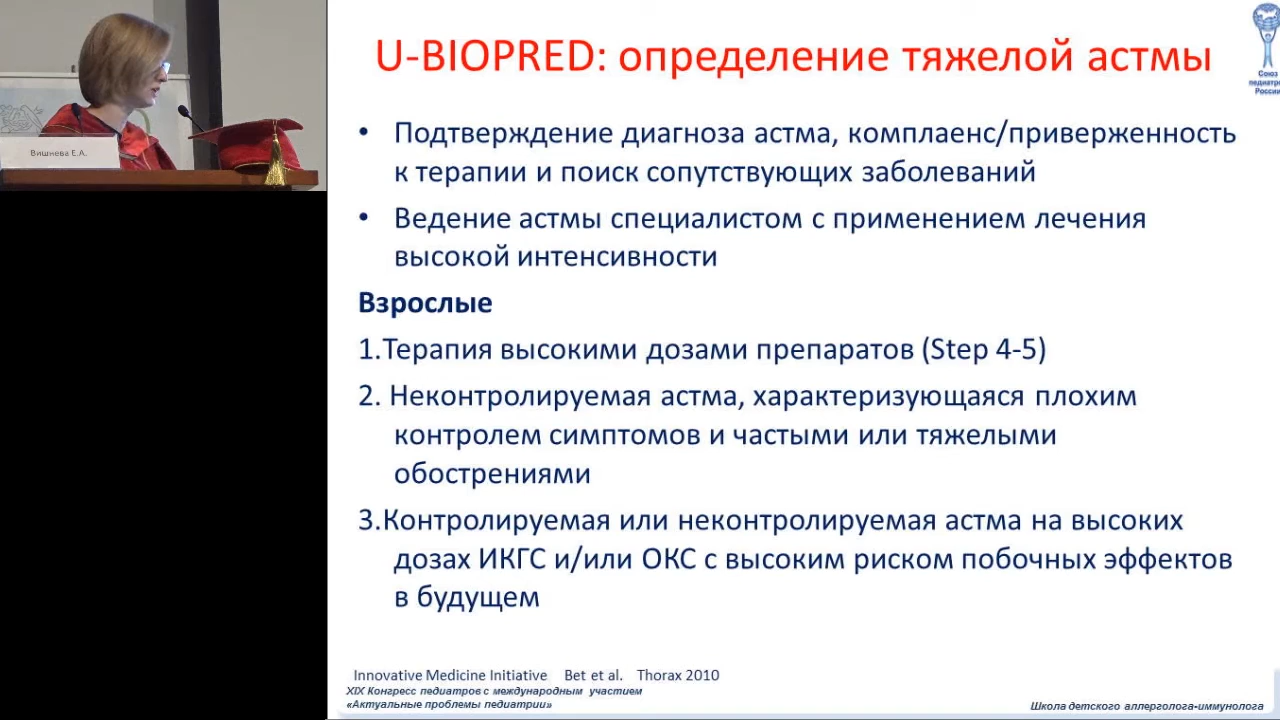 U-BIOPRED: определение тяжелой астмы
Союз
педиатров
России
Вишнева Е.А.
• Подтверждение диагноза астма, комплаенс/приверженность
к терапии и поиск сопутствующих заболеваний
• Ведение астмы специалистом с применением лечения
высокой интенсивности
Взрослые
1.Терапия высокими дозами препаратов (Step 4-5)
2. Неконтролируемая астма, характеризующаяся плохим
контролем симптомов и частыми или тяжелыми
обострениями
3.Контролируемая или неконтролируемая астма на высоких
дозах ИКГС и/или ОКС с высоким риском побочных эффектов
в будущем
Innovative Medicine Initiative Bet et al. Thorax 2010
XIX Конгресс педиатров с международным участием
«Актуальные проблемы педиатрии»
Школа детского аллерголога-иммунолога